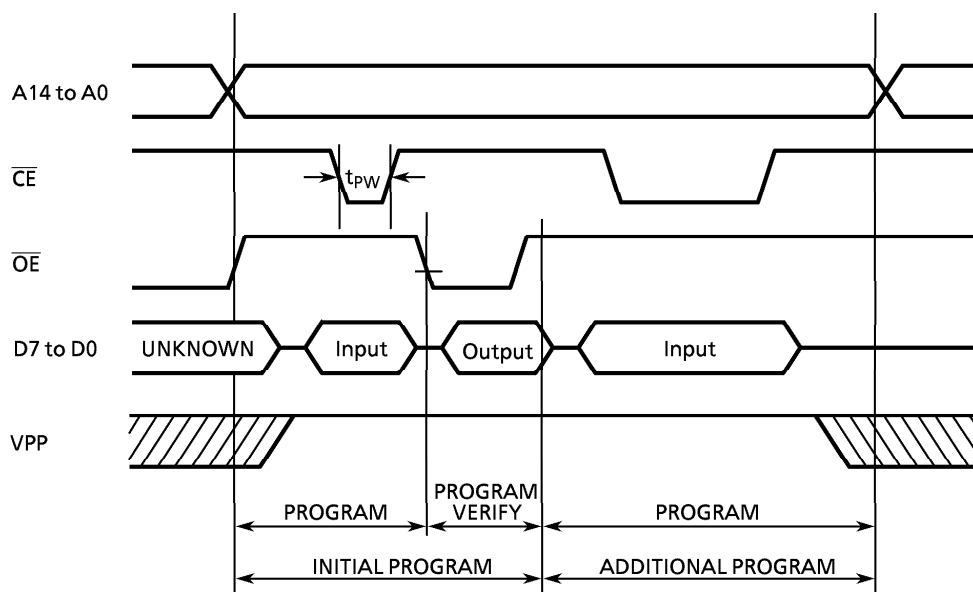 A14 to A0
CE
tPW
OE
D7 to D0
UNKNOWN
Input
Output
Input
VPP
PROGRAM
PROGRAM
VERIFY
PROGRAM
INITIAL PROGRAM
ADDITIONAL PROGRAM